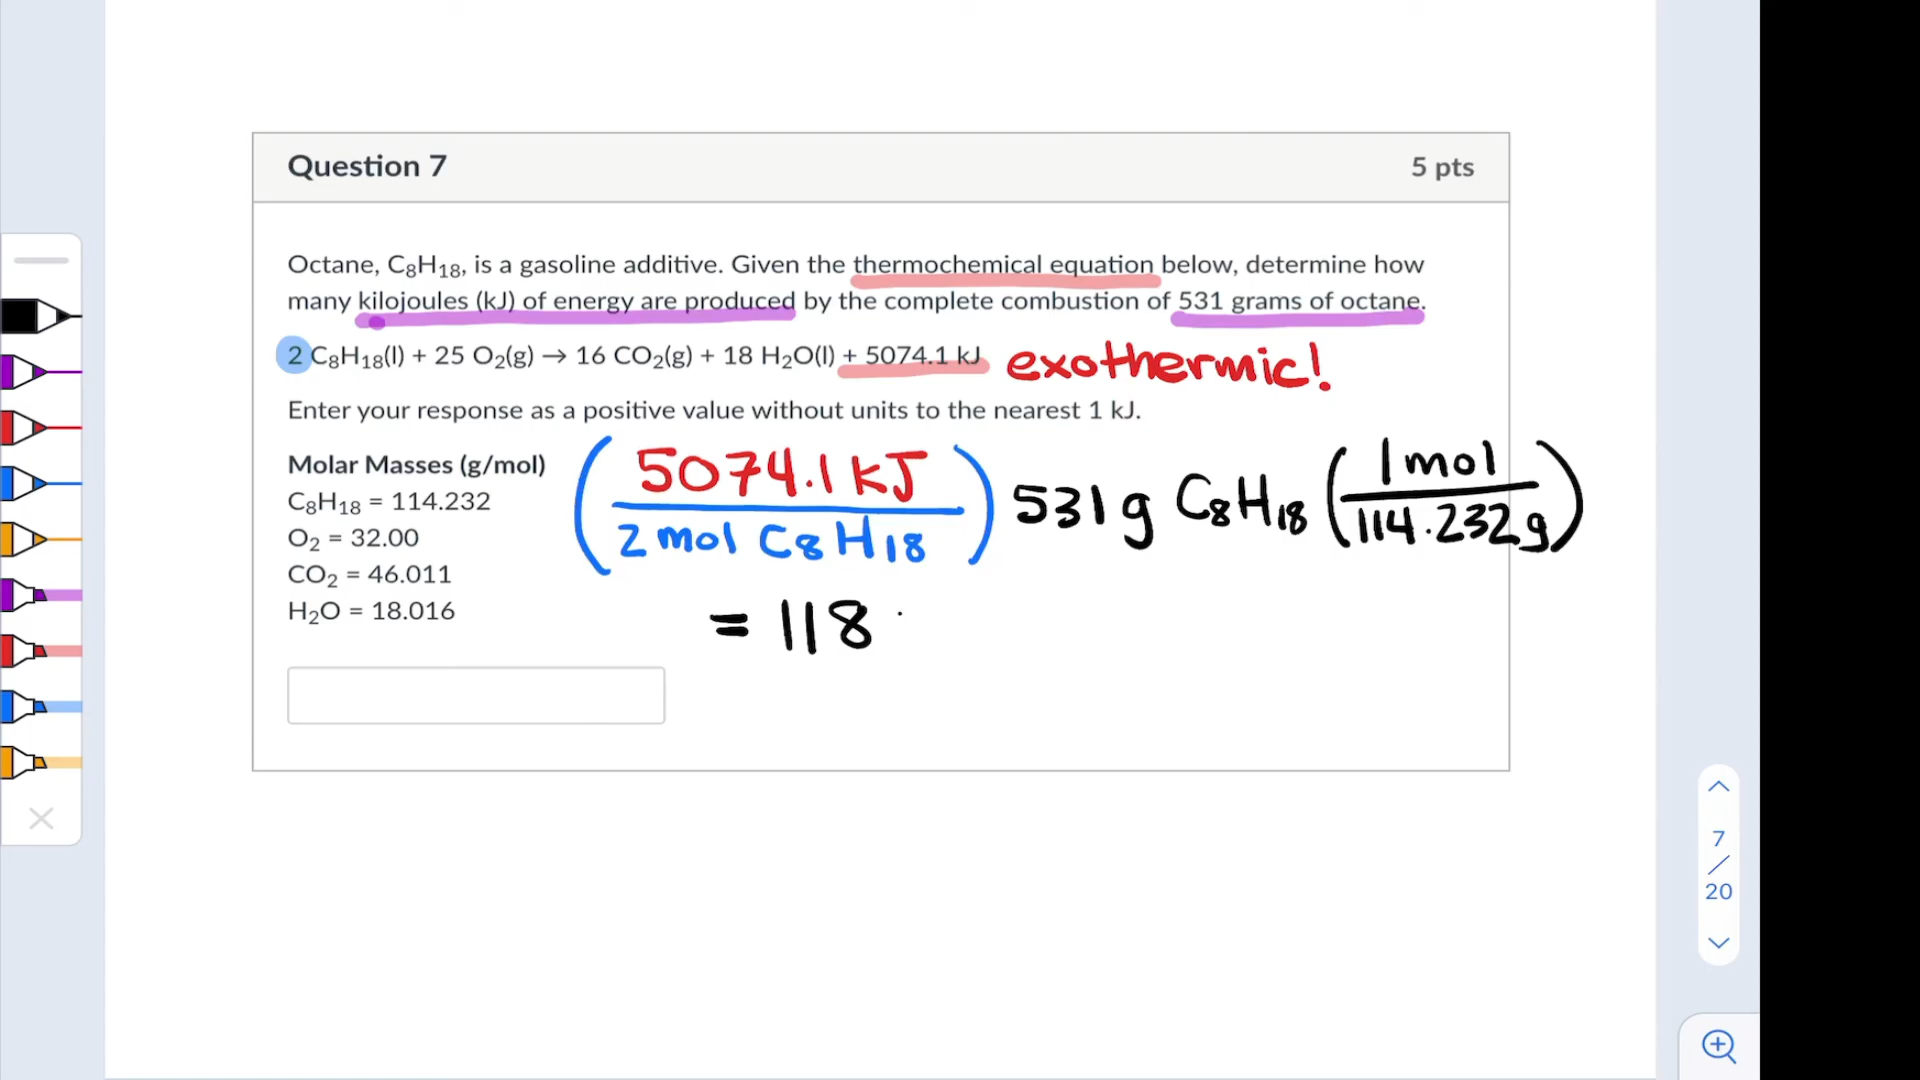 Question 7 5 pts
Octane, C₈H₁₈, is a gasoline additive. Given the thermochemical equation below, determine how
many kilojoules (kJ) of energy are produced by the complete combustion of 531 grams of octane.
2 C₈H₁₈(l) + 25 O₂(g) → 16 CO₂(g) + 18 H₂O(l) + 5074.1 kJ exothermic!
Enter your response as a positive value without units to the nearest 1 kJ.
Molar Masses (g/mol)
C₈H₁₈ = 114.232
O₂ = 32.00
CO₂ = 46.011
H₂O = 18.016
(5074.1 kJ / 2 mol C₈H₁₈) 531 g C₈H₁₈ (1 mol / 114.232 g)
= 118
7
/
20